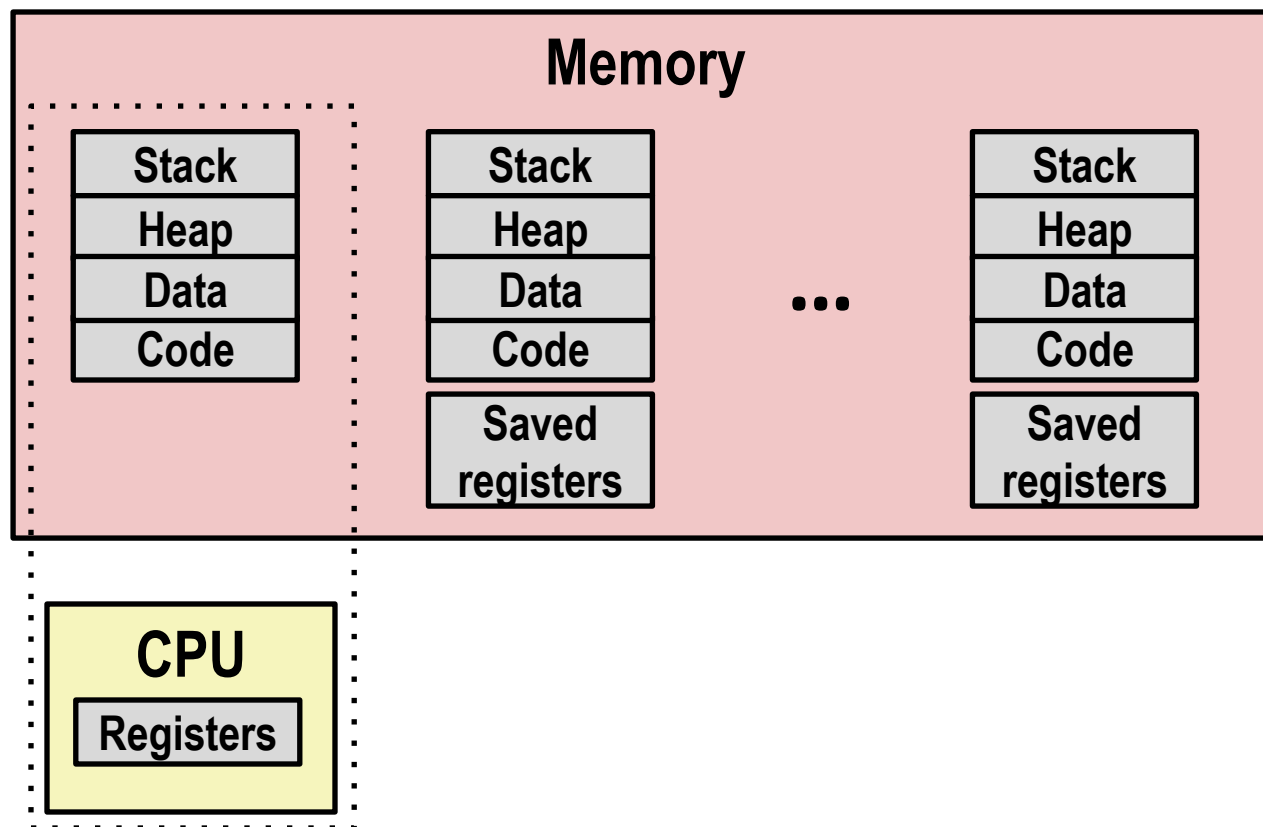 Memory
Stack
Heap
Data
Code
Stack
Heap
Data
Code
Saved
registers
...
Stack
Heap
Data
Code
Saved
registers
CPU
Registers